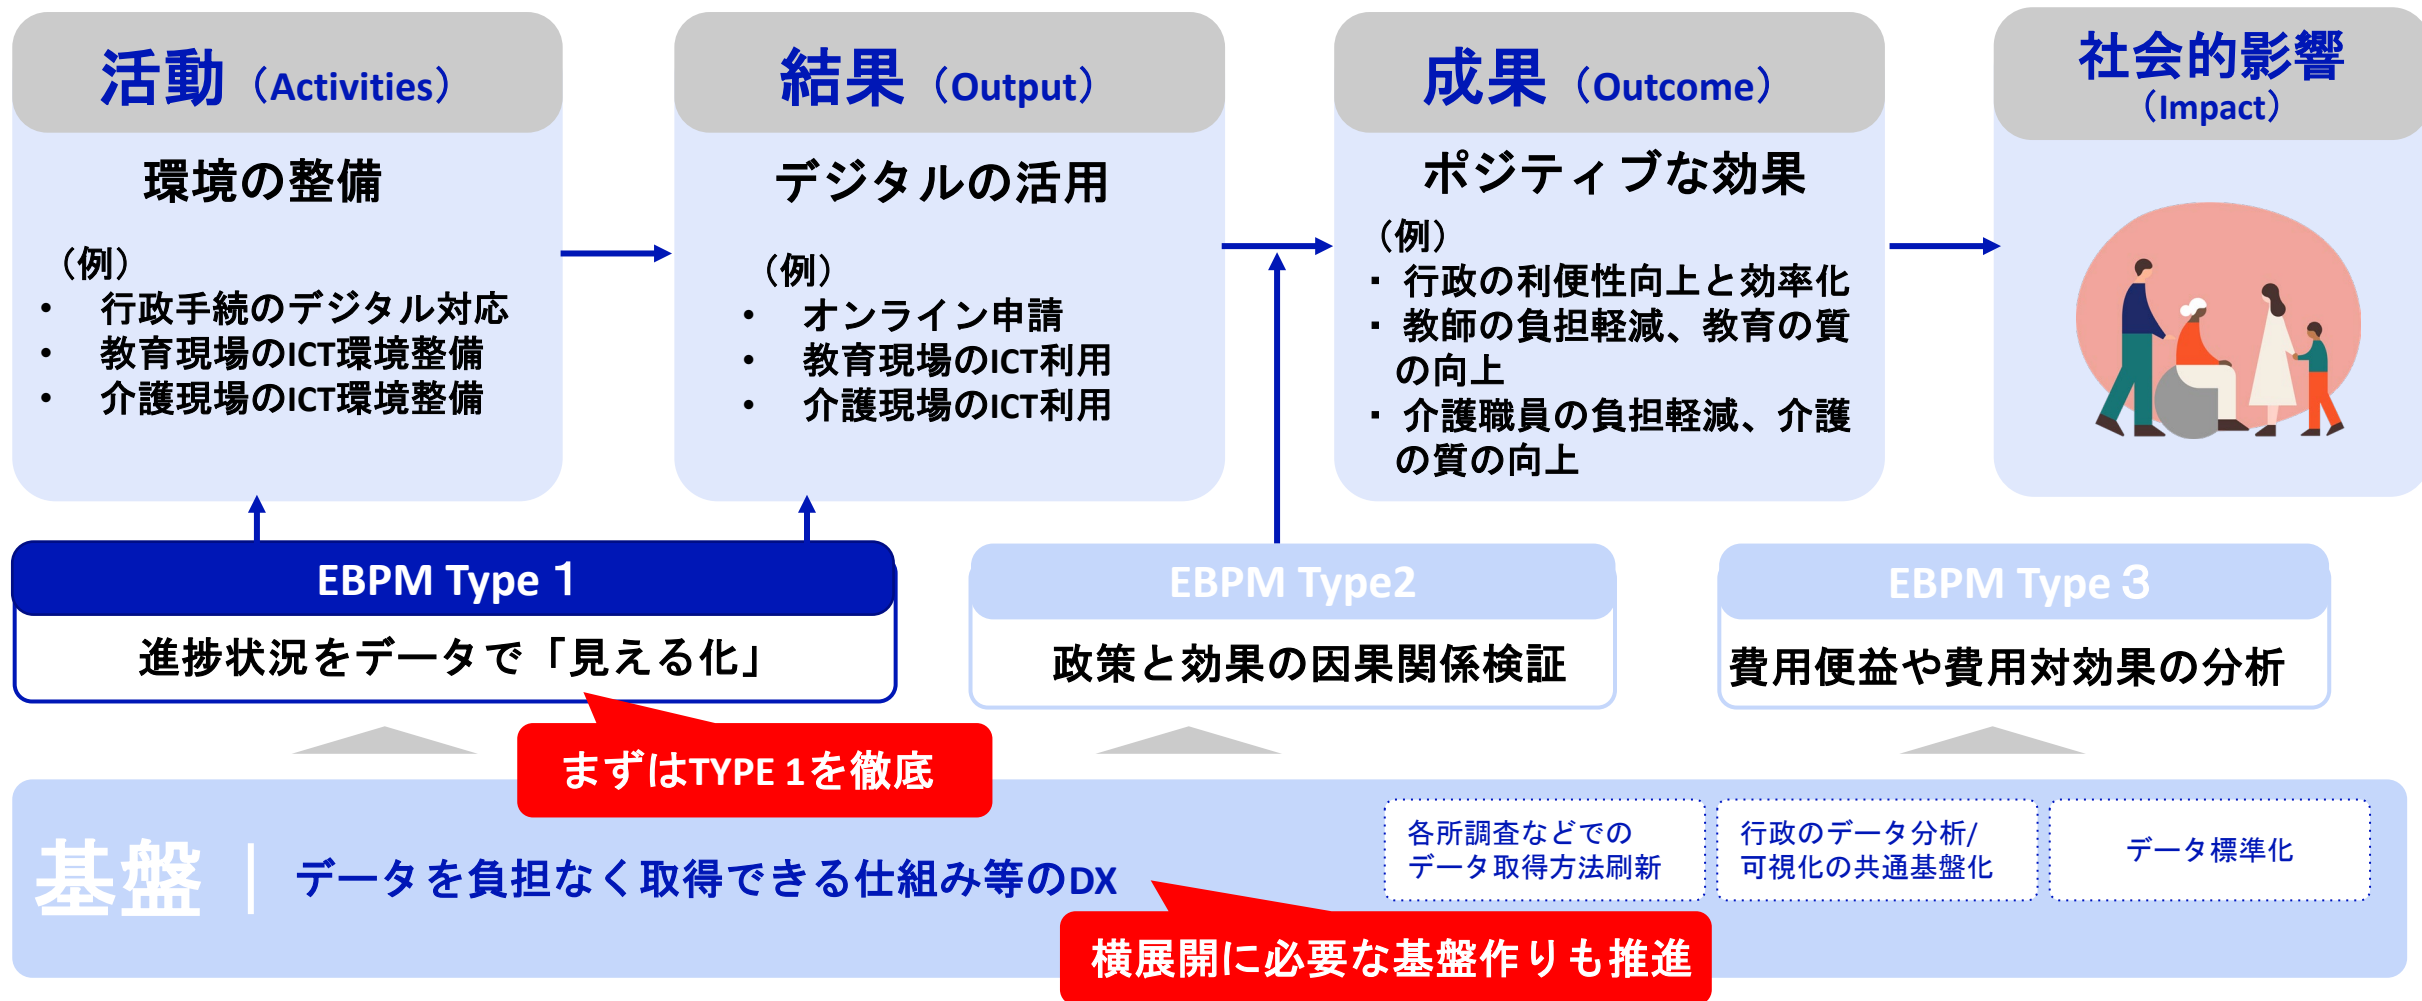 活動（Activities）
環境の整備
（例）
• 行政手続のデジタル対応
• 教育現場のICT環境整備
• 介護現場のICT環境整備
結果（Output）
デジタルの活用
（例）
• オンライン申請
• 教育現場のICT利用
• 介護現場のICT利用
成果（Outcome）
ポジティブな効果
（例）
・ 行政の利便性向上と効率化
・ 教師の負担軽減、教育の質
の向上
・ 介護職員の負担軽減、介護
の質の向上
社会的影響
（Impact）
EBPM Type１
進捗状況をデータで「見える化」
EBPM Type2
政策と効果の因果関係検証
EBPM Type３
費用便益や費用対効果の分析
まずはTYPE 1を徹底
基盤
データを負担なく取得できる仕組み等のDX
各所調査などでの
データ取得方法刷新
行政のデータ分析/
可視化の共通基盤化
データ標準化
横展開に必要な基盤作りも推進